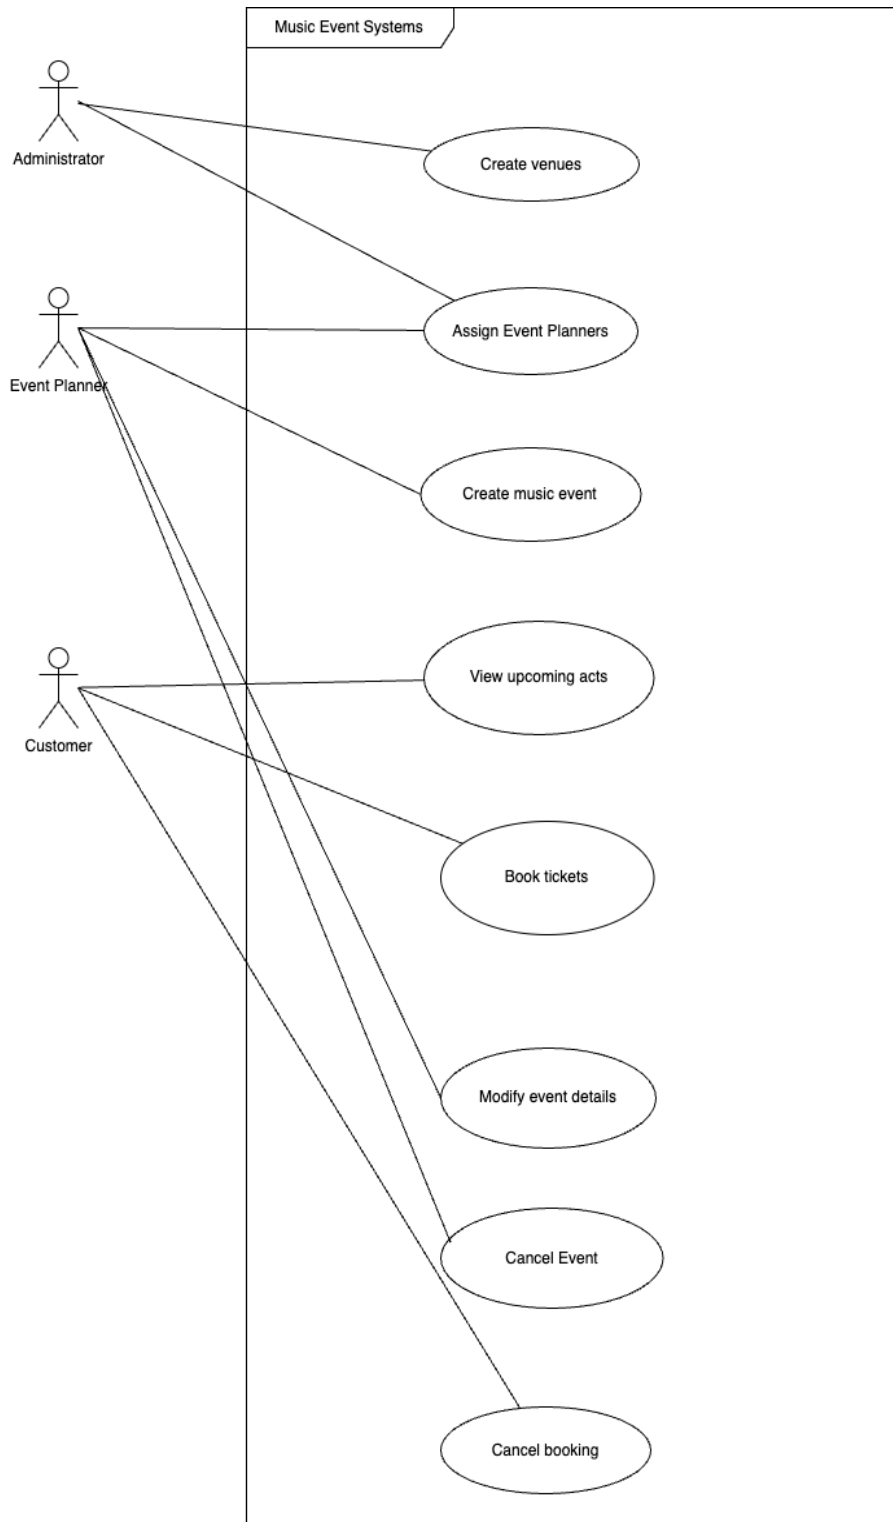 Music Event Systems
Administrator
Create venues
Event Planner
Assign Event Planners
Create music event
Customer
View upcoming acts
Book tickets
Modify event details
Cancel Event
Cancel booking